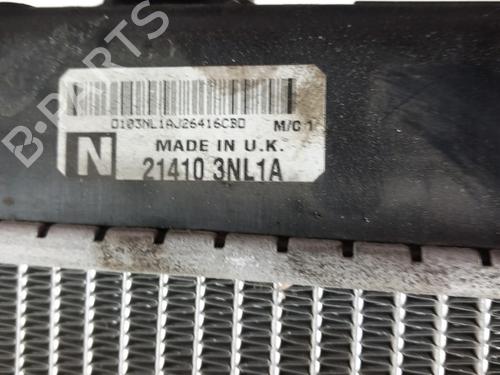 0103NL1AJ26416CBD
M/C 1
N
MADE IN U.K.
21410 3NL1A
B-PARTS